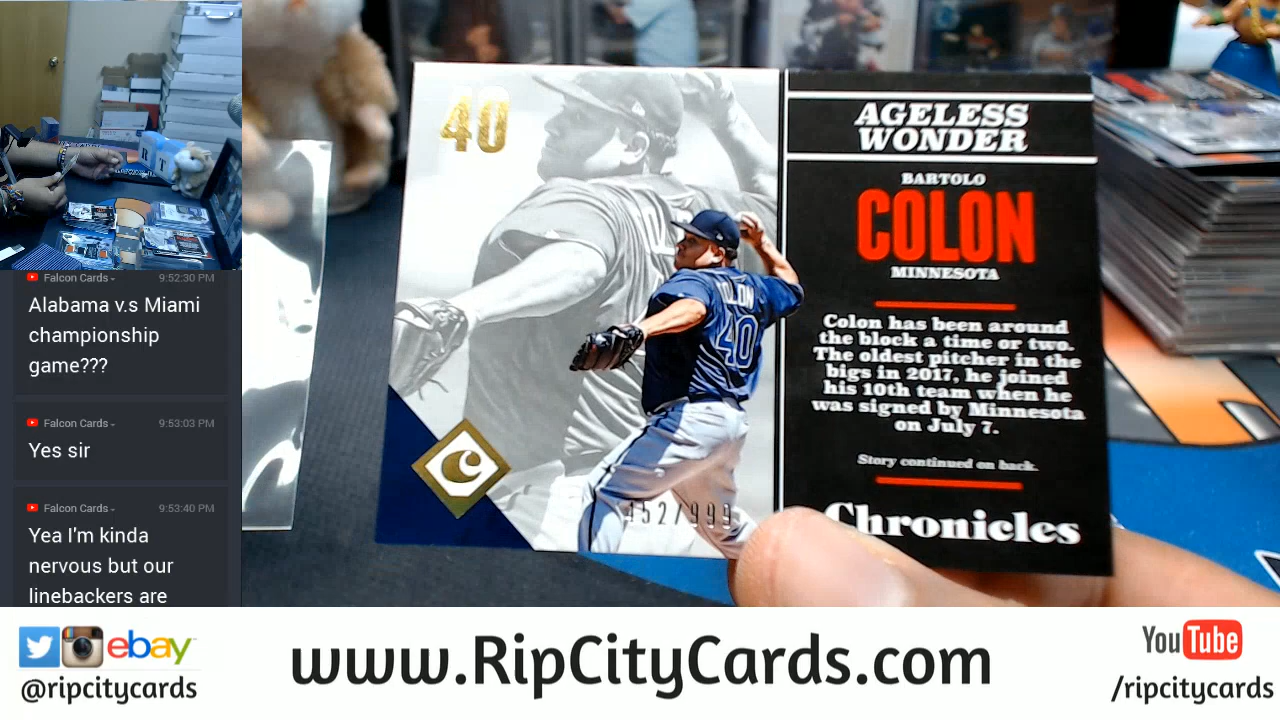 Falcon Cards 9:52:30 PM
Alabama v.s Miami
championship
game???
Falcon Cards 9:53:03 PM
Yes sir
Falcon Cards 9:53:40 PM
Yea I'm kinda
nervous but our
linebackers are
40
AGELESS
WONDER
BARTOLO
COLON
MINNESOTA
Colon has been around
the block a time or two.
The oldest pitcher in the
bigs in 2017, he joined
his 10th team when he
was signed by Minnesota
on July 7.
Story continued on back.
Chronicles
C
COLON
40
452/999
ebay
@ripcitycards
www.RipCityCards.com
YouTube
/ripcitycards